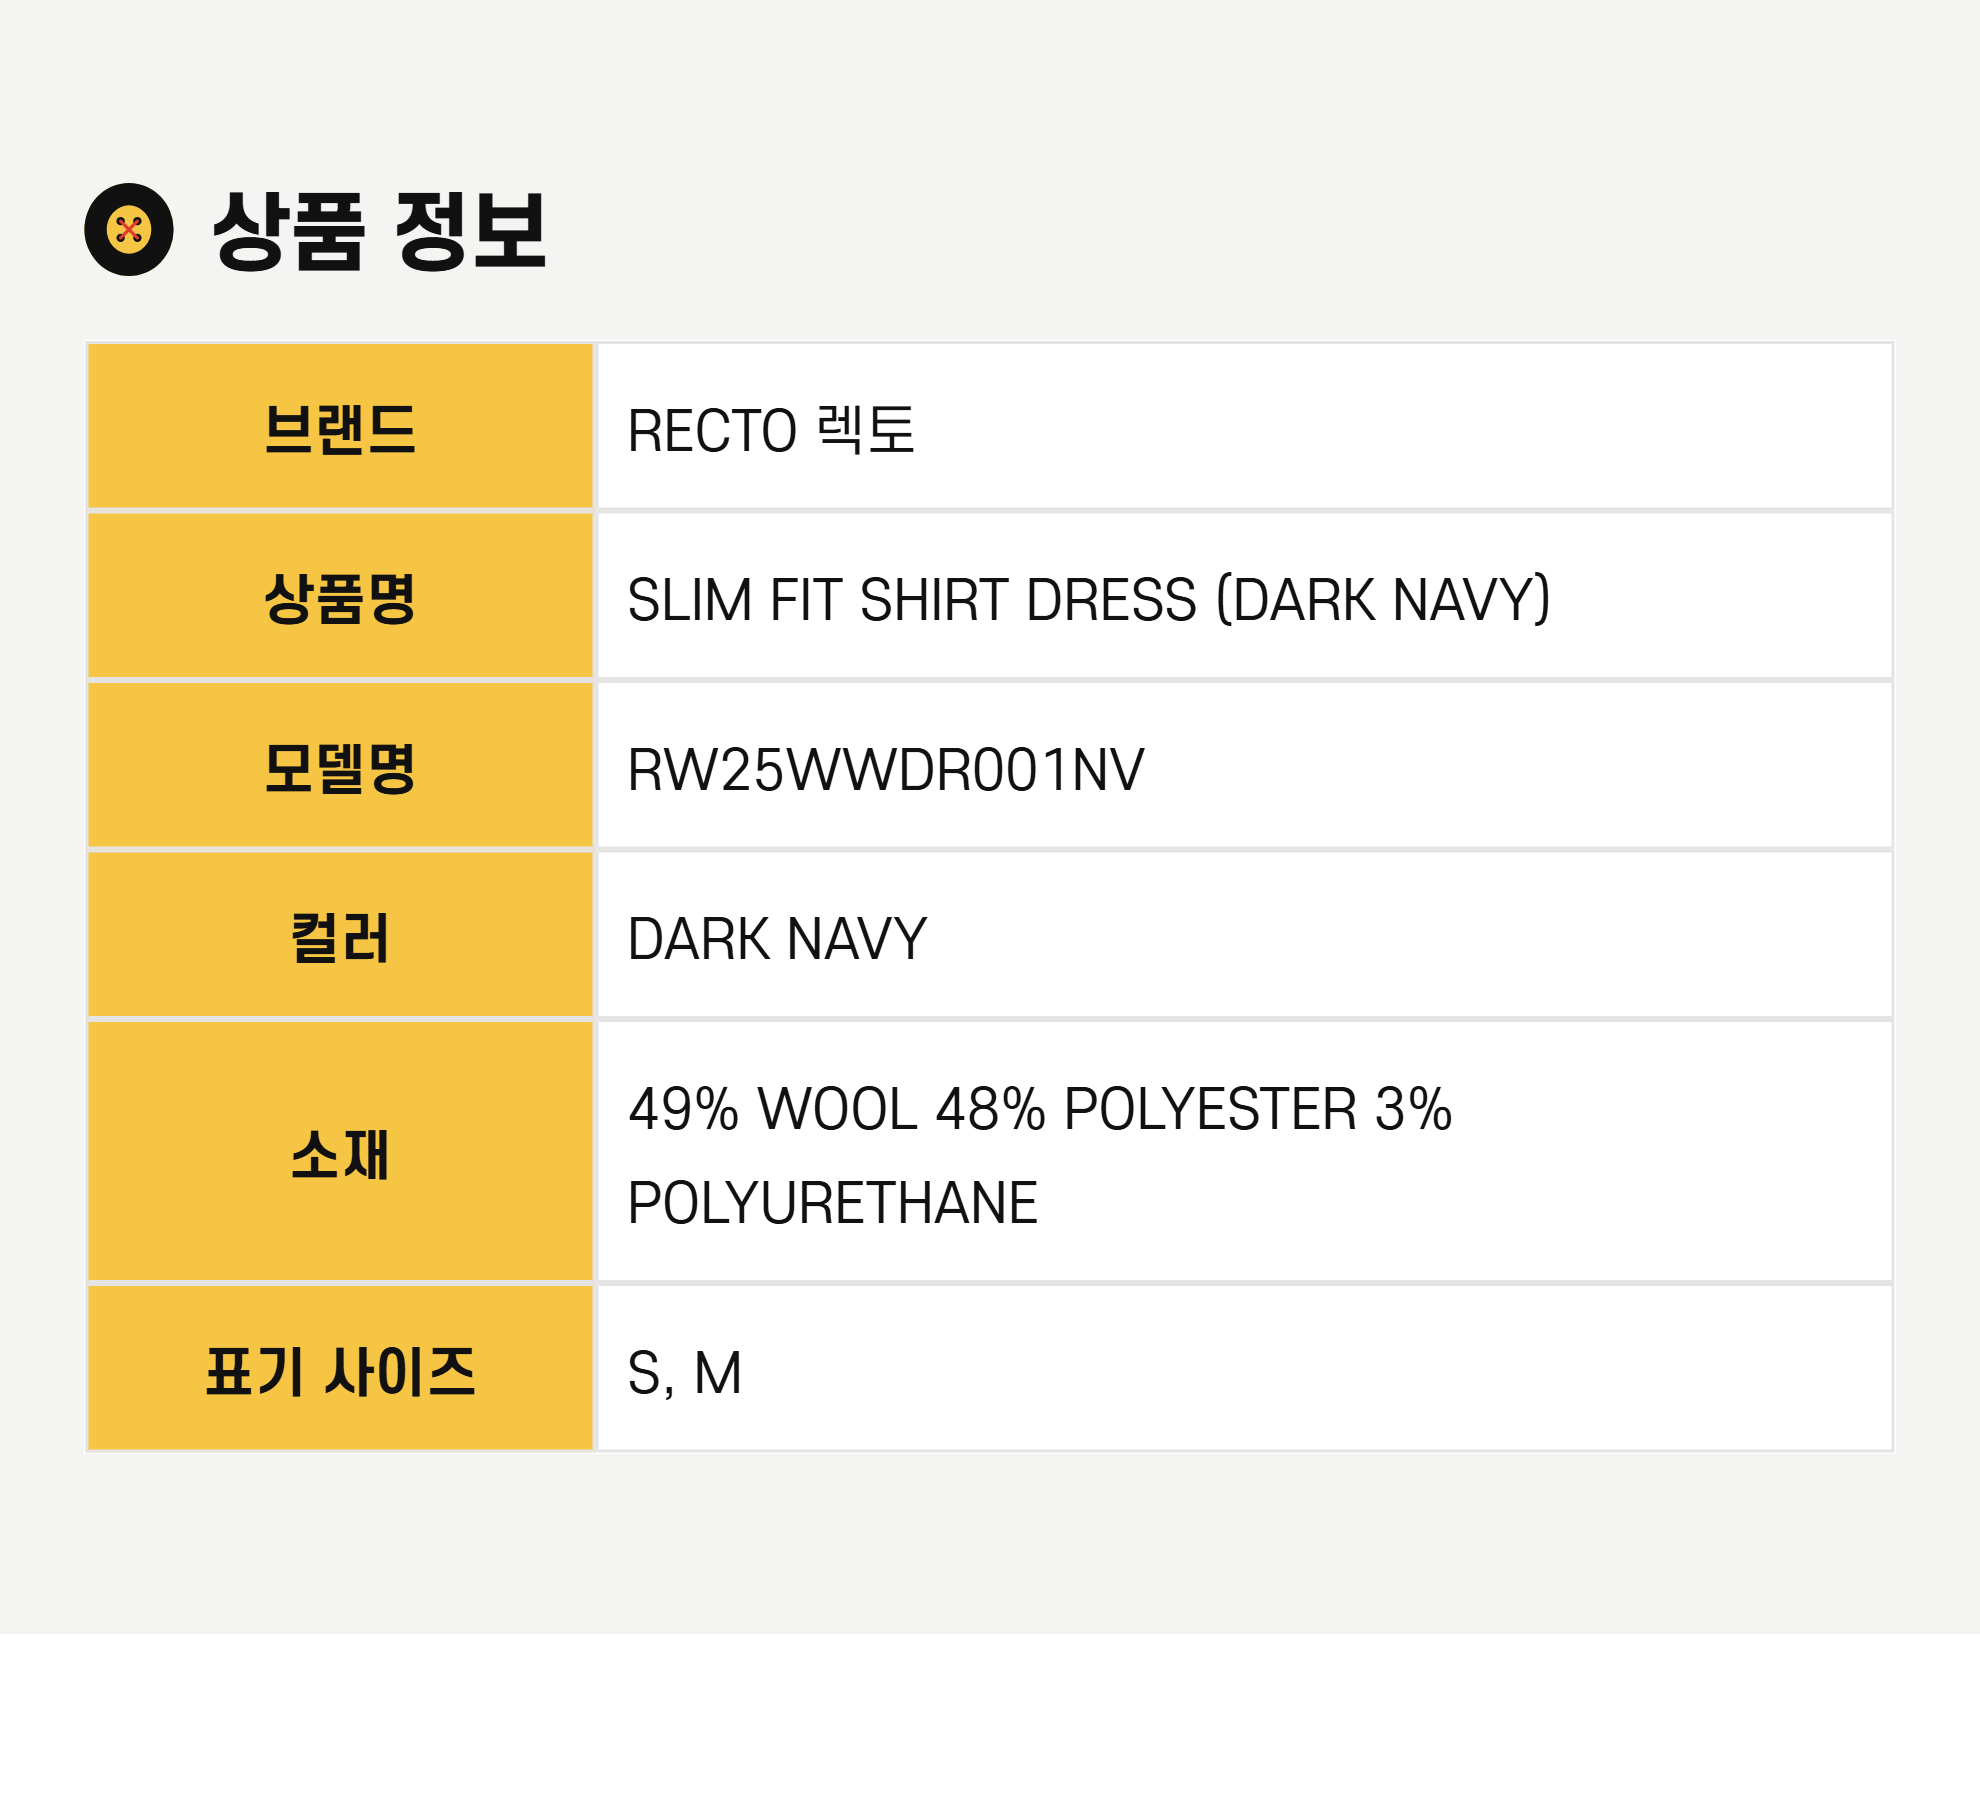 상품 정보
브랜드
RECTO 렉토
상품명
SLIM FIT SHIRT DRESS (DARK NAVY)
모델명
RW25WWDR001NV
컬러
DARK NAVY
소재
49% WOOL 48% POLYESTER 3%
POLYURETHANE
표기 사이즈
S, M